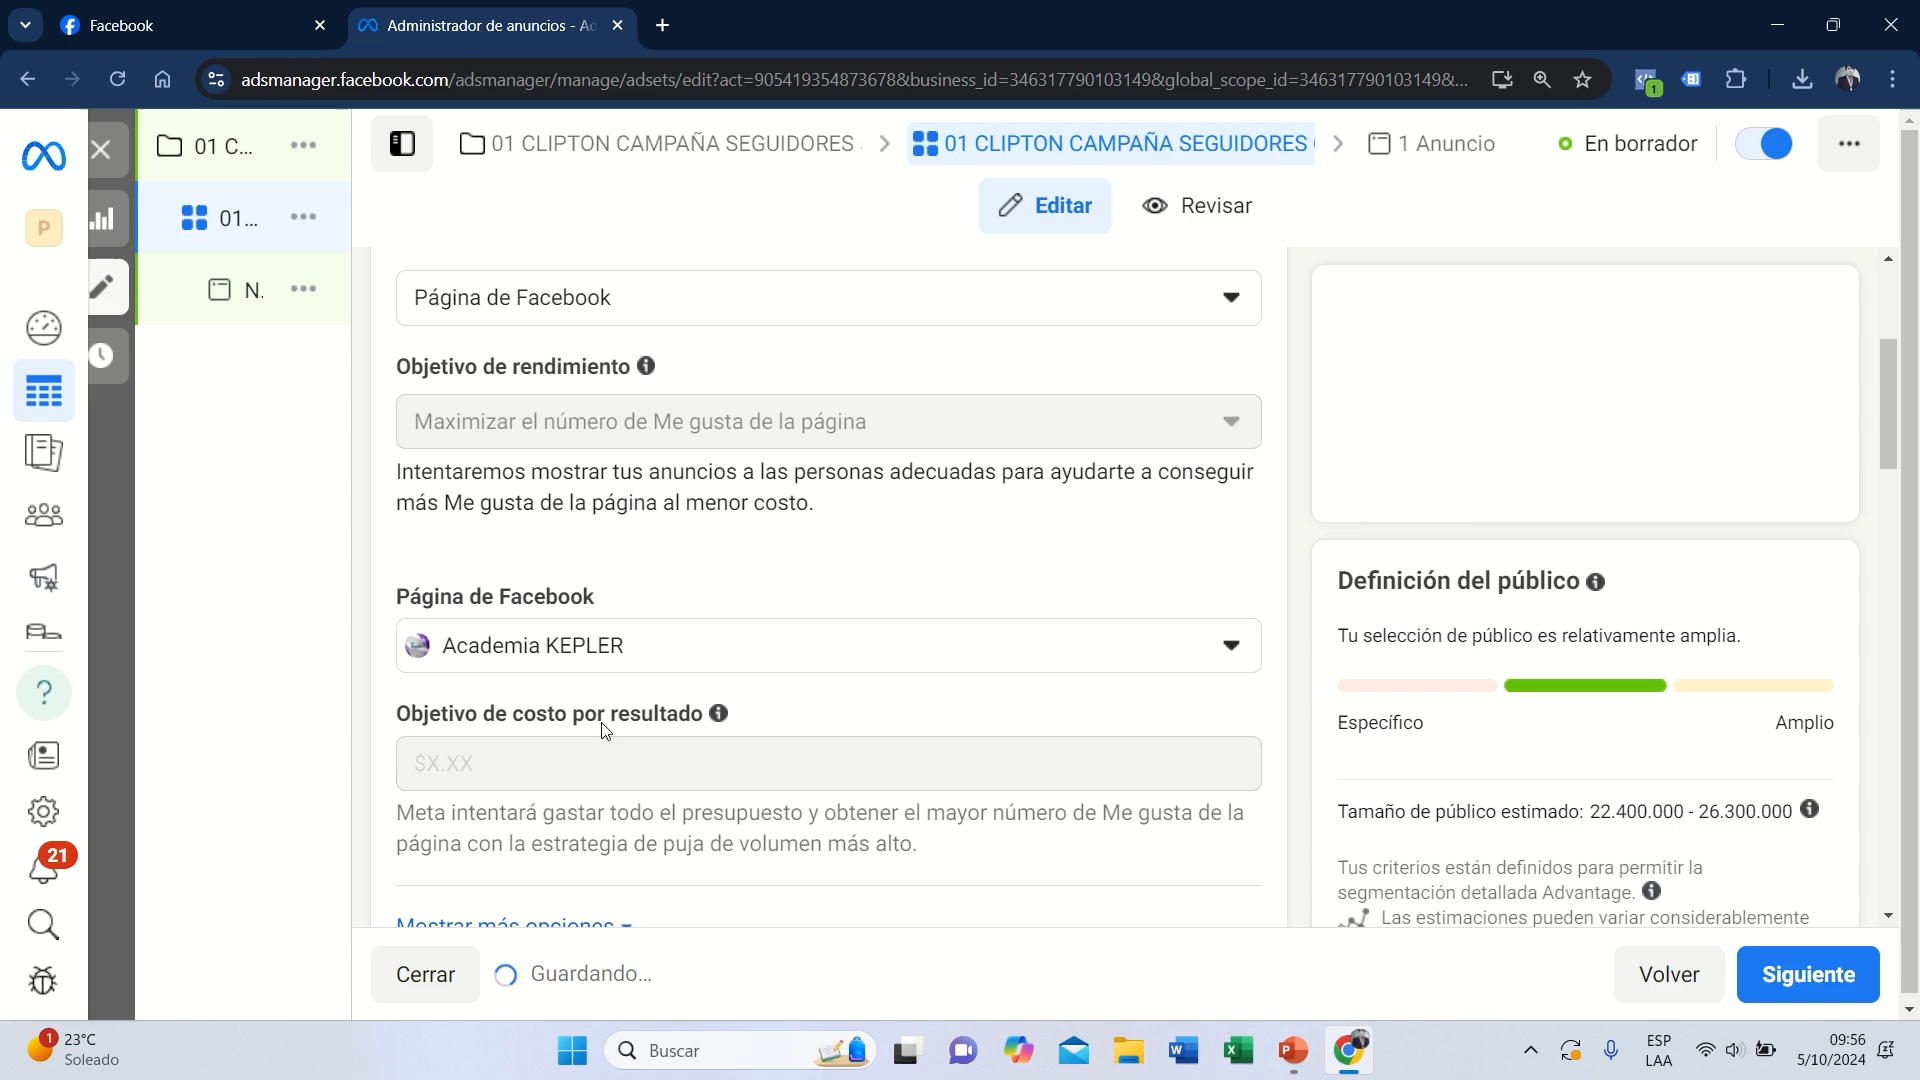 Facebook
Administrador de anuncios - Ad
adsmanager.facebook.com/adsmanager/manage/adsets/edit?act=905419354873678&business_id=346317790103149&global_scope_id=346317790103149&...
1
01 C...
01 CLIPTON CAMPAÑA SEGUIDORES
01 CLIPTON CAMPAÑA SEGUIDORES
1 Anuncio
En borrador
P
01...
N.
Editar
Revisar
Página de Facebook
Objetivo de rendimiento
Maximizar el número de Me gusta de la página
Intentaremos mostrar tus anuncios a las personas adecuadas para ayudarte a conseguir
más Me gusta de la página al menor costo.
Página de Facebook
Academia KEPLER
Objetivo de costo por resultado
$X.XX
Meta intentará gastar todo el presupuesto y obtener el mayor número de Me gusta de la
página con la estrategia de puja de volumen más alto.
Mostrar más opciones
Definición del público
Tu selección de público es relativamente amplia.
Específico
Amplio
Tamaño de público estimado: 22.400.000 - 26.300.000
Tus criterios están definidos para permitir la
segmentación detallada Advantage.
Las estimaciones pueden variar considerablemente
?
21
Cerrar
Guardando...
Volver
Siguiente
1
23°C
Soleado
Buscar
ESP
LAA
09:56
5/10/2024